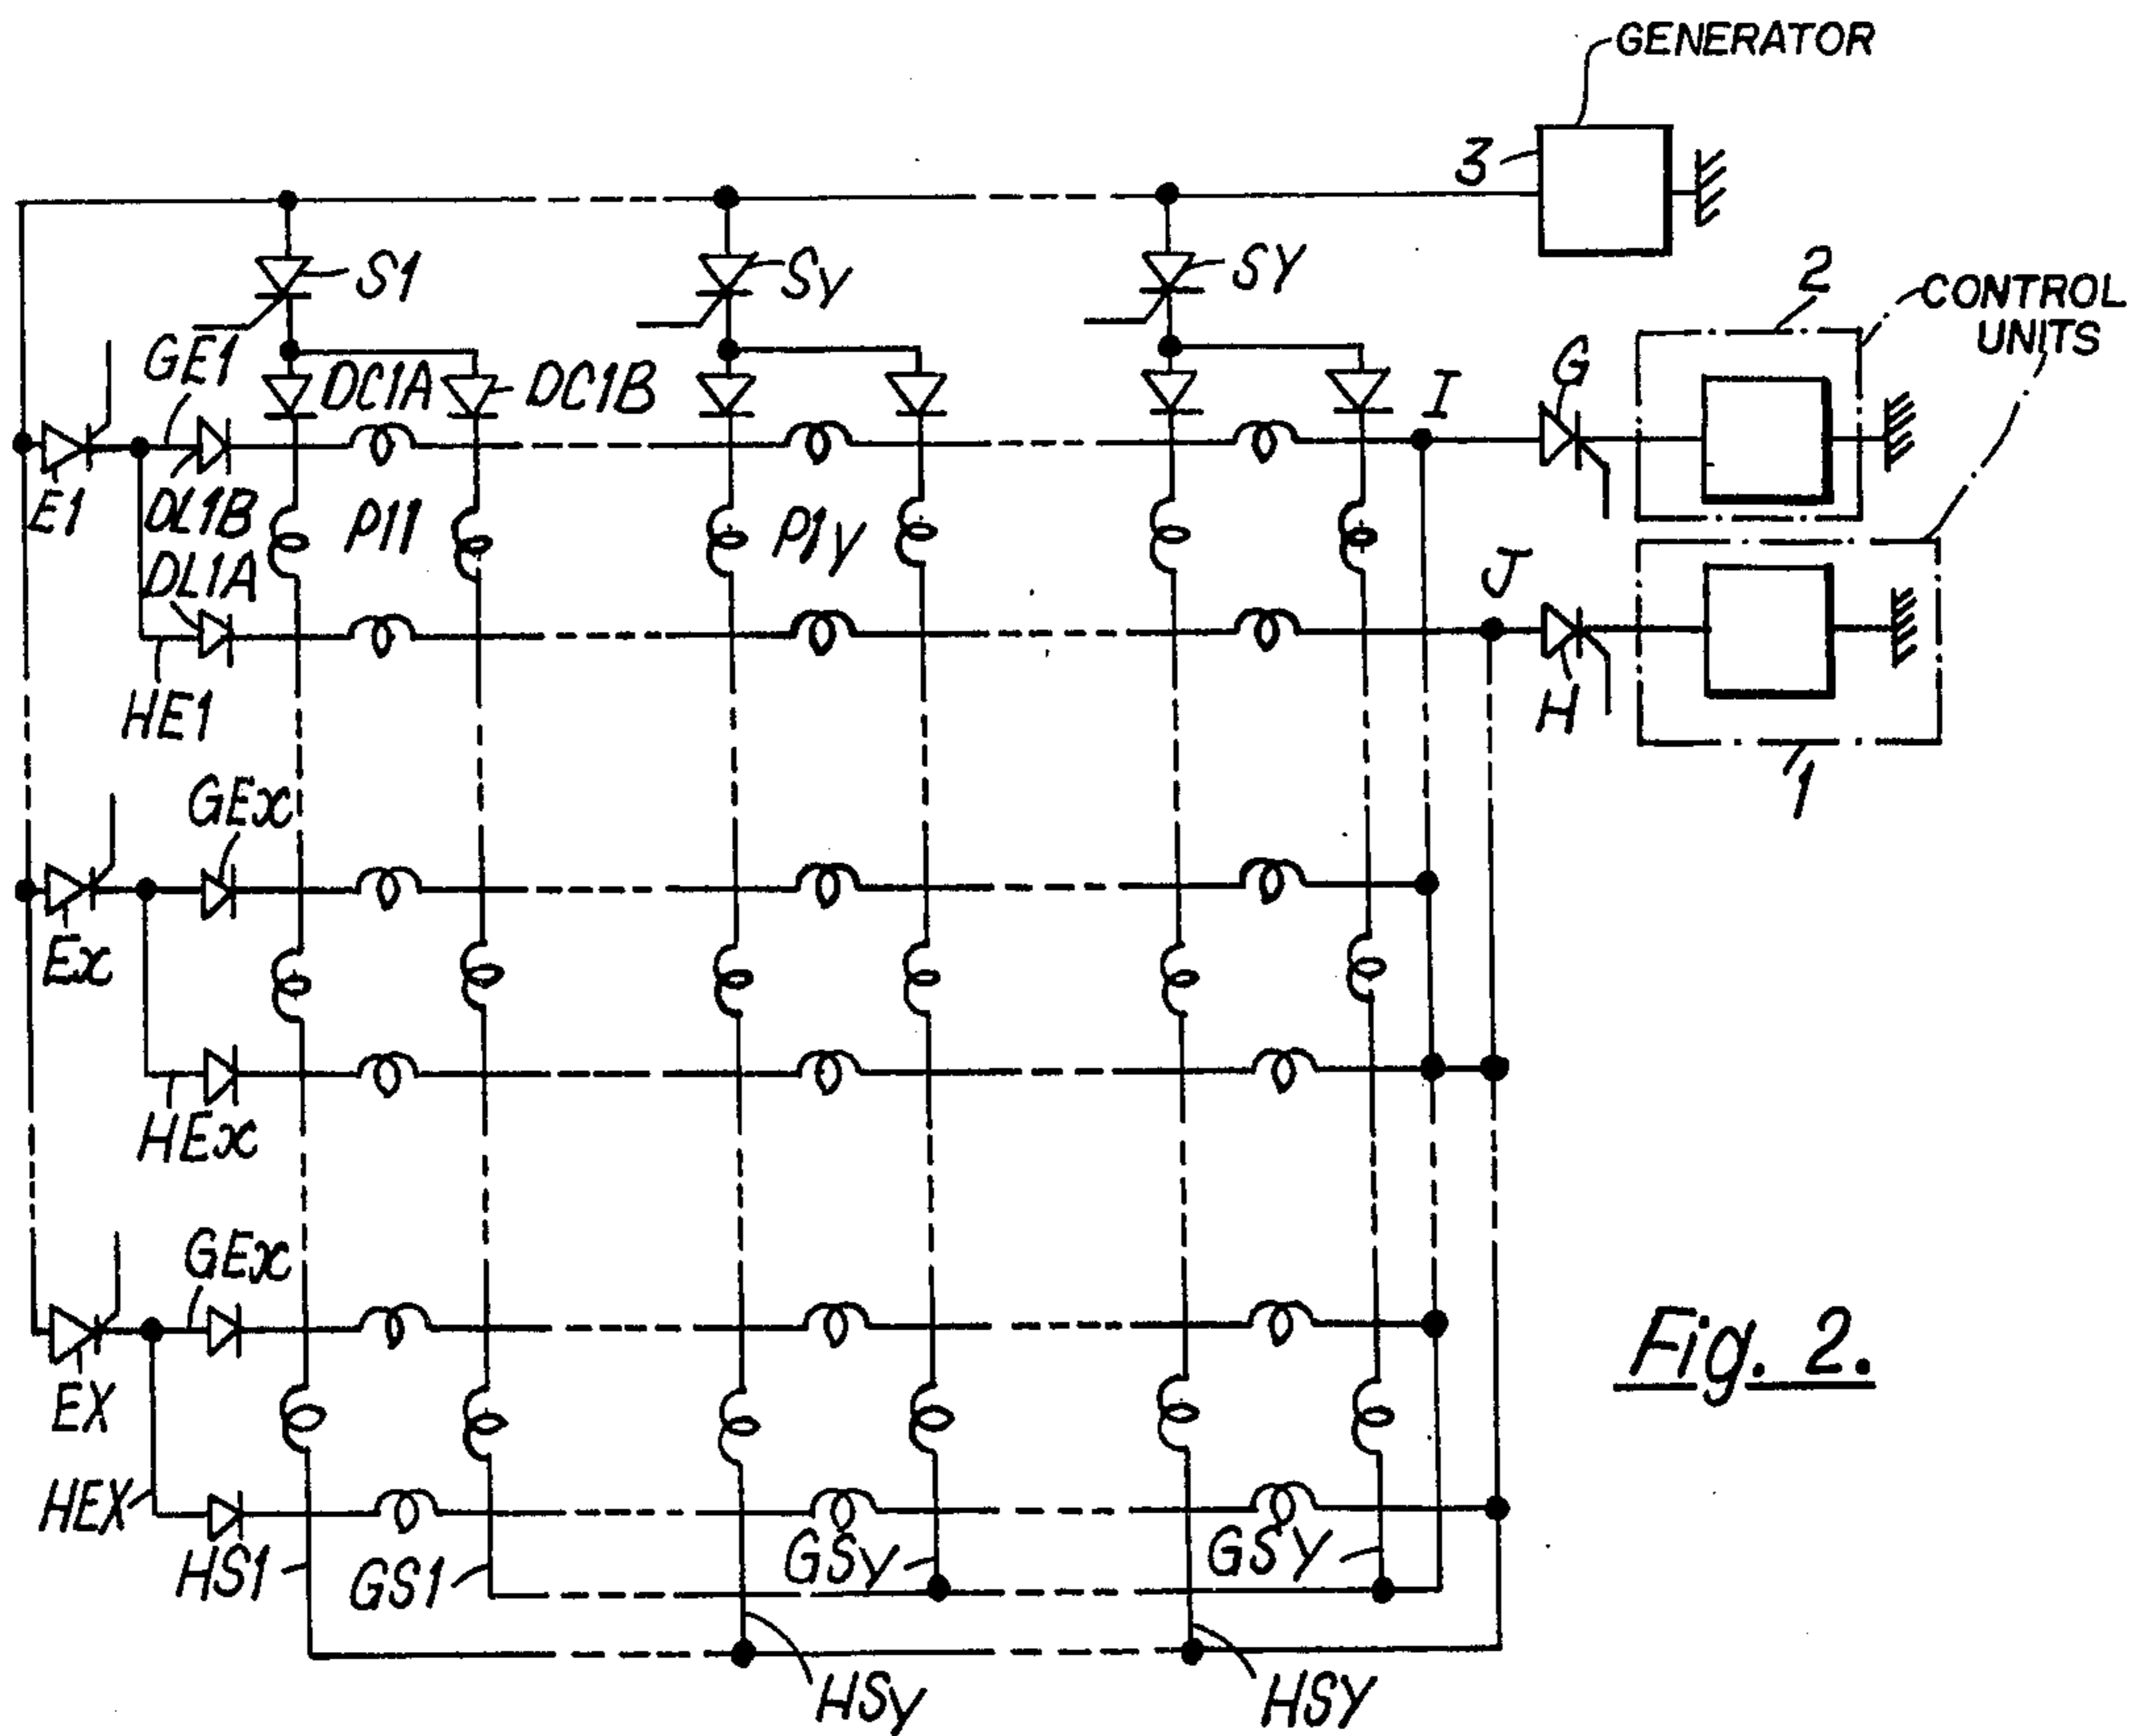 GENERATOR
3
S1
Sy
SY
2
CONTROL
UNITS
GE1
DC1A
DC1B
I
G
E1
DL1B
P11
P1y
DL1A
J
HE1
H
1
GEx
Ex
HEx
GEx
EX
Fig. 2.
HEX
HS1
GS1
GSy
GSY
HSy
HSY